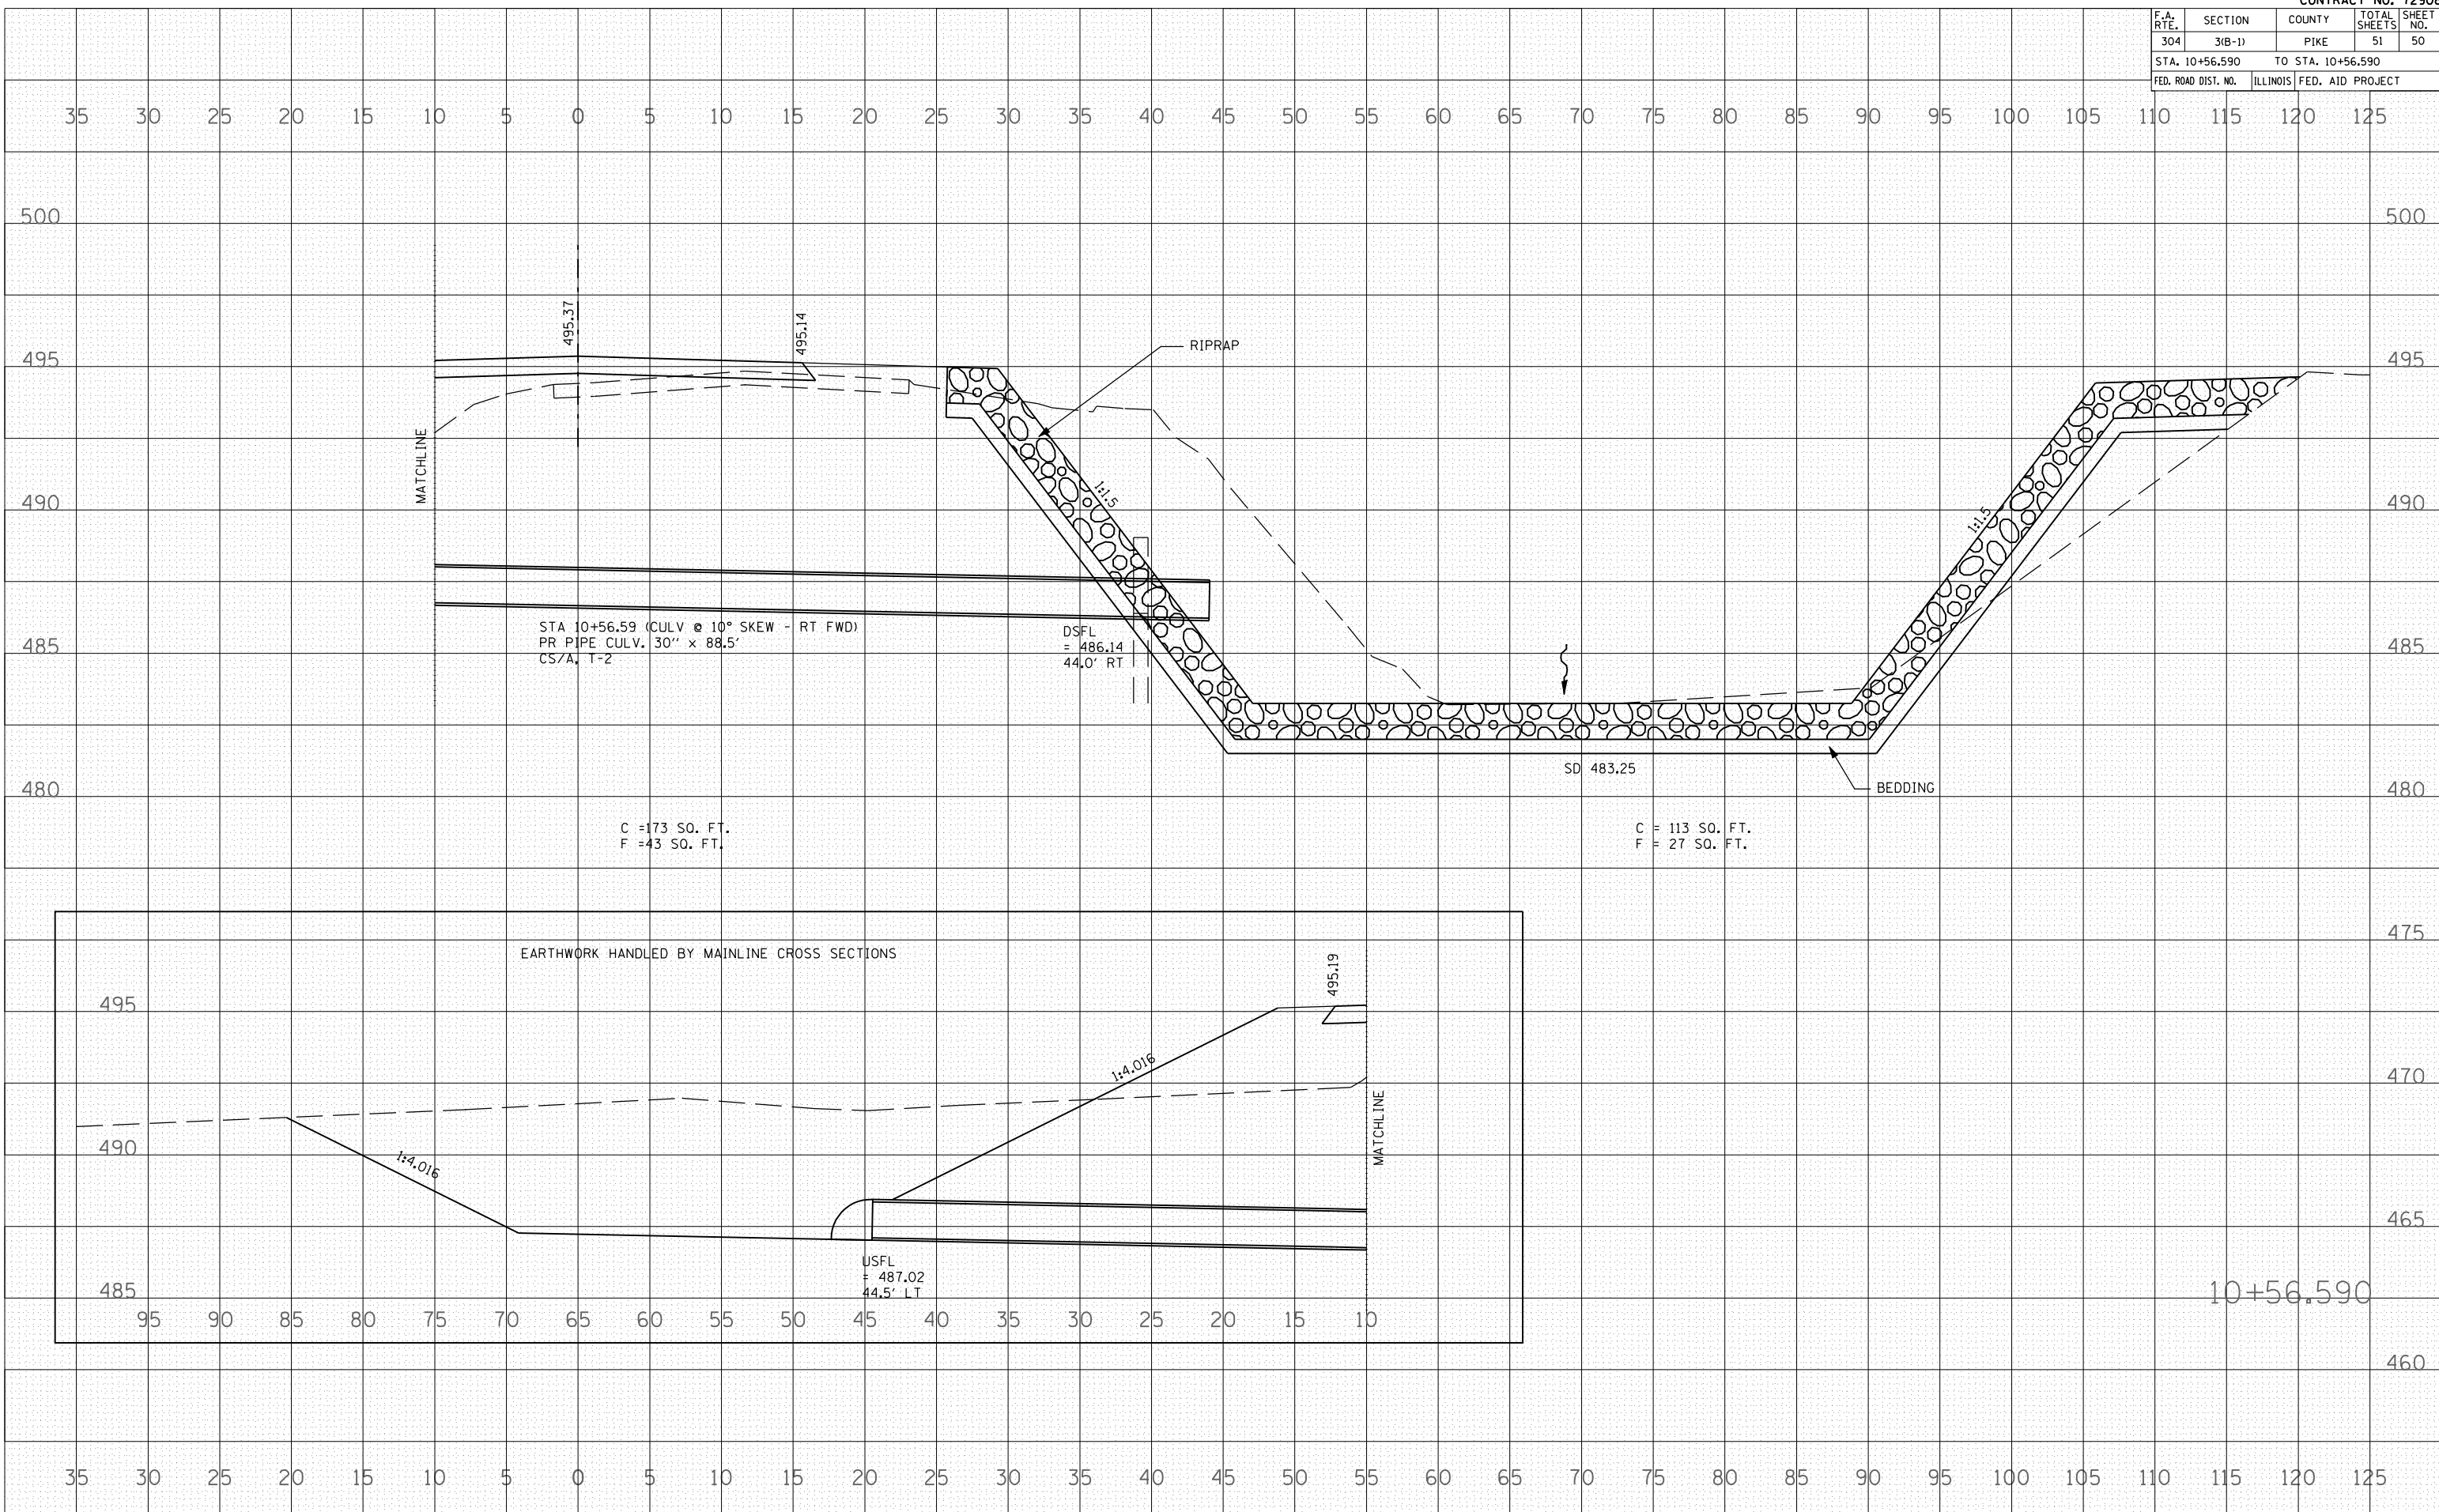 CONTRACT NO. 72908
F.A. RTE. SECTION COUNTY TOTAL SHEETS SHEET NO.
304 3(B-1) PIKE 51 50
STA. 10+56.590 TO STA. 10+56.590
FED. ROAD DIST. NO. ILLINOIS FED. AID PROJECT
35 30 25 20 15 10 5 0 5 10 15 20 25 30 35 40 45 50 55 60 65 70 75 80 85 90 95 100 105 110 115 120 125
500 500
495.37
495.14
RIPRAP
495 495
MATCHLINE
1:1.5
1:1.5
490 490
STA 10+56.59 (CULV @ 10° SKEW - RT FWD)
PR PIPE CULV. 30'' x 88.5'
CS/A, T-2
DSFL
= 486.14
44.0' RT
485 485
SD 483.25
BEDDING
480 480
C =173 SQ. FT.
F =43 SQ. FT.
C = 113 SQ. FT.
F = 27 SQ. FT.
EARTHWORK HANDLED BY MAINLINE CROSS SECTIONS
475
495.19
495
1:4.016
470
MATCHLINE
490
1:4.016
465
USFL
= 487.02
44.5' LT
485
10+56.590
95 90 85 80 75 70 65 60 55 50 45 40 35 30 25 20 15 10
460
35 30 25 20 15 10 5 0 5 10 15 20 25 30 35 40 45 50 55 60 65 70 75 80 85 90 95 100 105 110 115 120 125